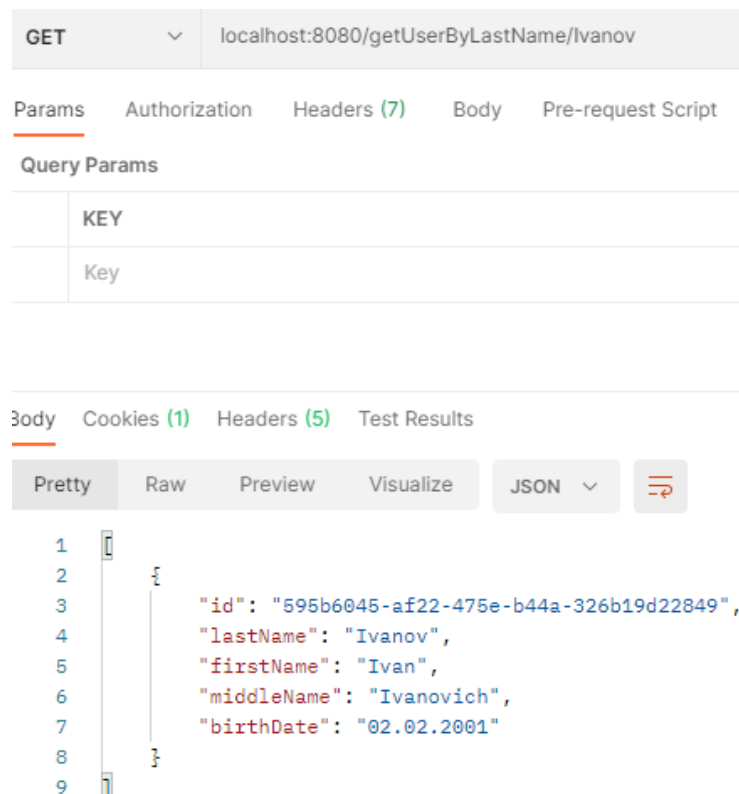 GET localhost:8080/getUserByLastName/Ivanov
Params Authorization Headers (7) Body Pre-request Script
Query Params
KEY
Key
Body Cookies (1) Headers (5) Test Results
Pretty Raw Preview Visualize JSON
1 [
2 {
3 "id": "595b6045-af22-475e-b44a-326b19d22849",
4 "lastName": "Ivanov",
5 "firstName": "Ivan",
6 "middleName": "Ivanovich",
7 "birthDate": "02.02.2001"
8 }
9 ]